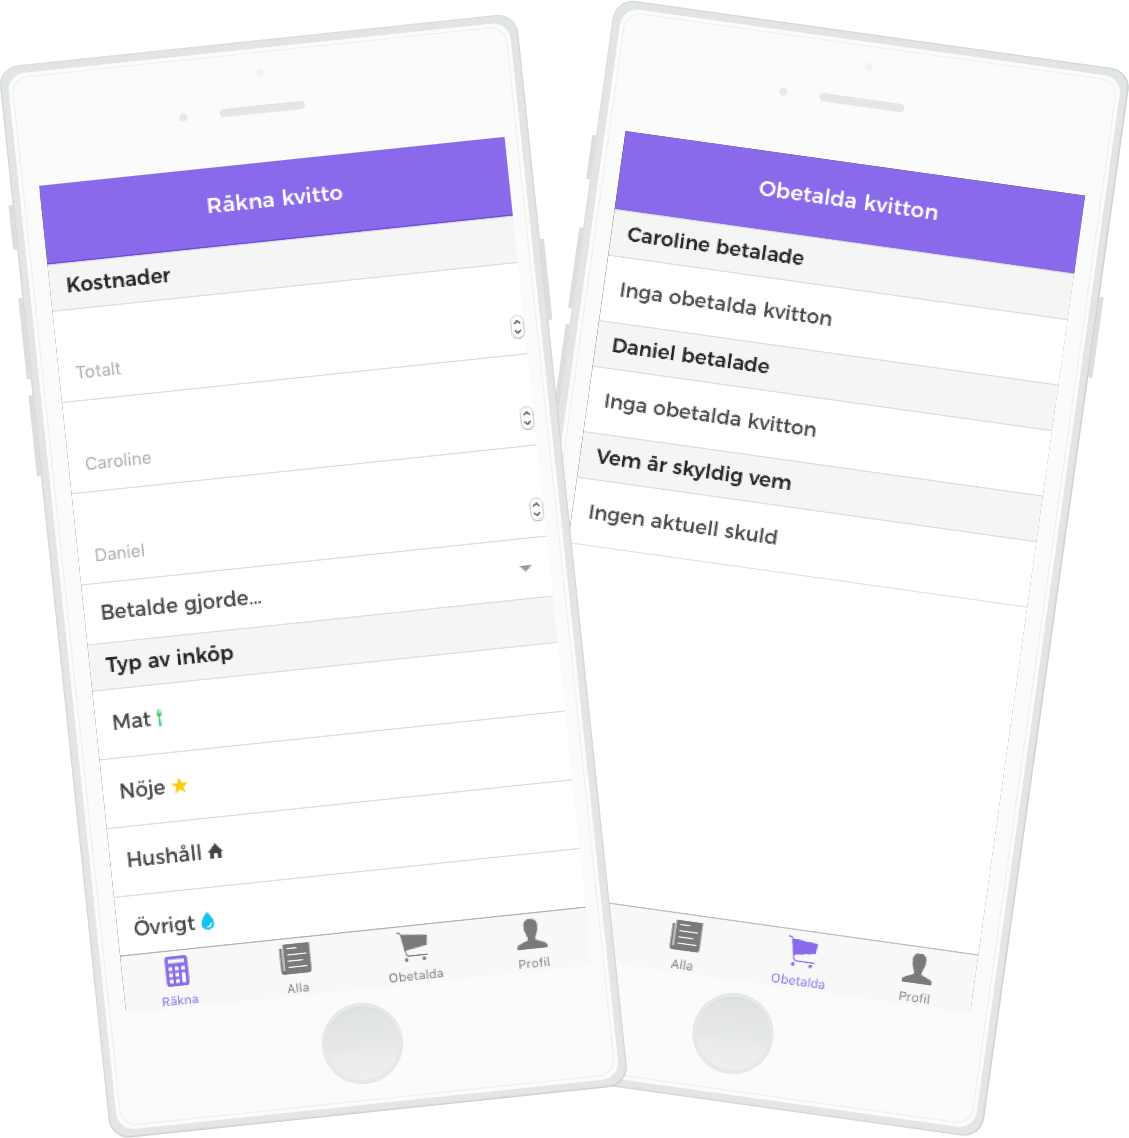 Räkna kvitto
Kostnader
Totalt
Caroline
Daniel
Betalde gjorde...
Typ av inköp
Mat
Nöje
Hushåll
Övrigt
Räkna
Alla
Obetalda
Profil
Obetalda kvitton
Caroline betalade
Inga obetalda kvitton
Daniel betalade
Inga obetalda kvitton
Vem är skyldig vem
Ingen aktuell skuld
Alla
Obetalda
Profil